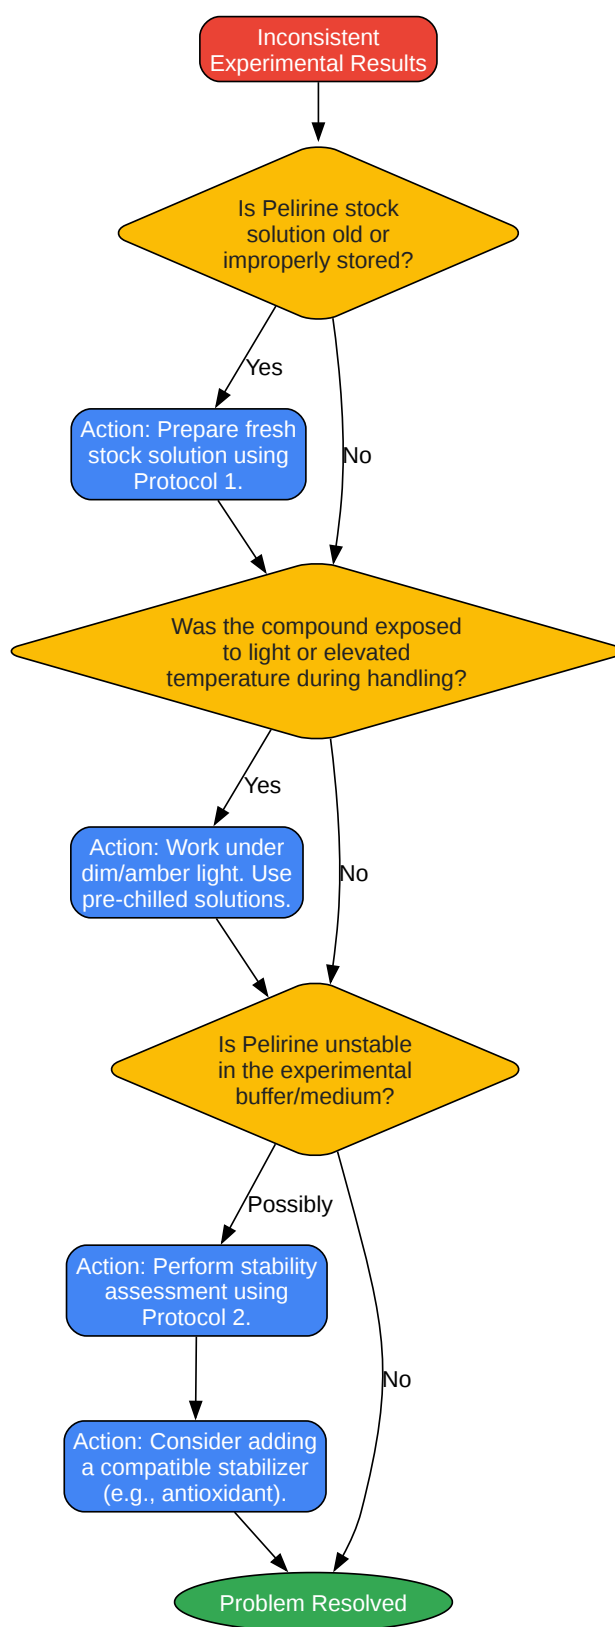 Inconsistent
Experimental Results
Is Pelirine stock
solution old or
improperly stored?
Yes
Action: Prepare fresh
stock solution using
Protocol 1.
No
Was the compound exposed
to light or elevated
temperature during handling?
Yes
Action: Work under
dim/amber light. Use
pre-chilled solutions.
No
Is Pelirine unstable
in the experimental
buffer/medium?
Possibly
Action: Perform stability
assessment using
Protocol 2.
No
Action: Consider adding
a compatible stabilizer
(e.g., antioxidant).
Problem Resolved